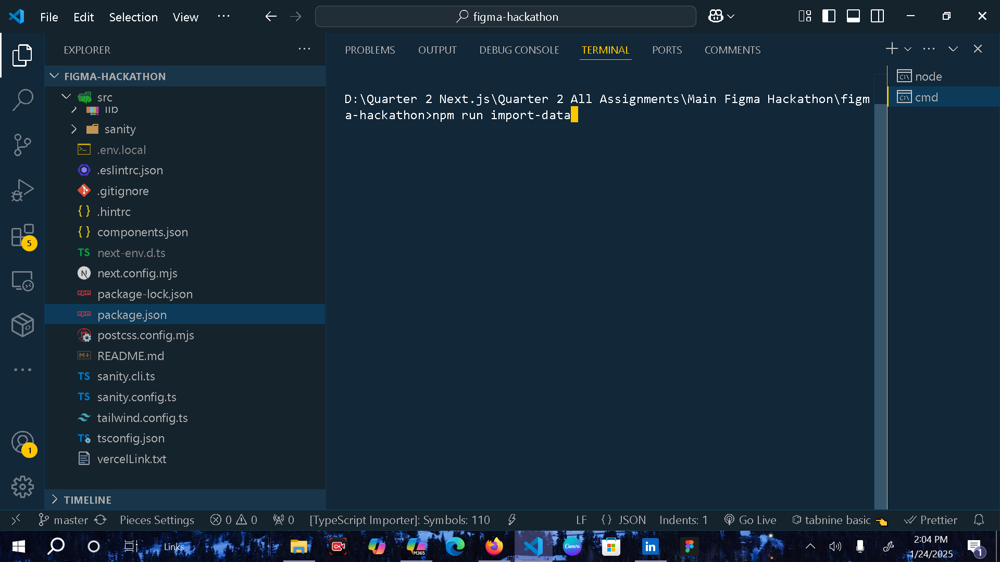 File Edit Selection View ···
figma-hackathon
EXPLORER
FIGMA-HACKATHON
src
lib
sanity
.env.local
.eslintrc.json
.gitignore
{ } .hintrc
{ } components.json
TS next-env.d.ts
N next.config.mjs
package-lock.json
package.json
postcss.config.mjs
M↓ README.md
TS sanity.cli.ts
TS sanity.config.ts
tailwind.config.ts
TS tsconfig.json
vercelLink.txt
TIMELINE
5
1
PROBLEMS OUTPUT DEBUG CONSOLE TERMINAL PORTS COMMENTS
D:\Quarter 2 Next.js\Quarter 2 All Assignments\Main Figma Hackathon\figm
a-hackathon>npm run import-data
node
cmd
master Pieces Settings 0 0 0 [TypeScript Importer]: Symbols: 110 LF {} JSON Indents: 1 Go Live tabnine basic Prettier
Links
M365
Canva
in
2:04 PM
1/24/2025
1